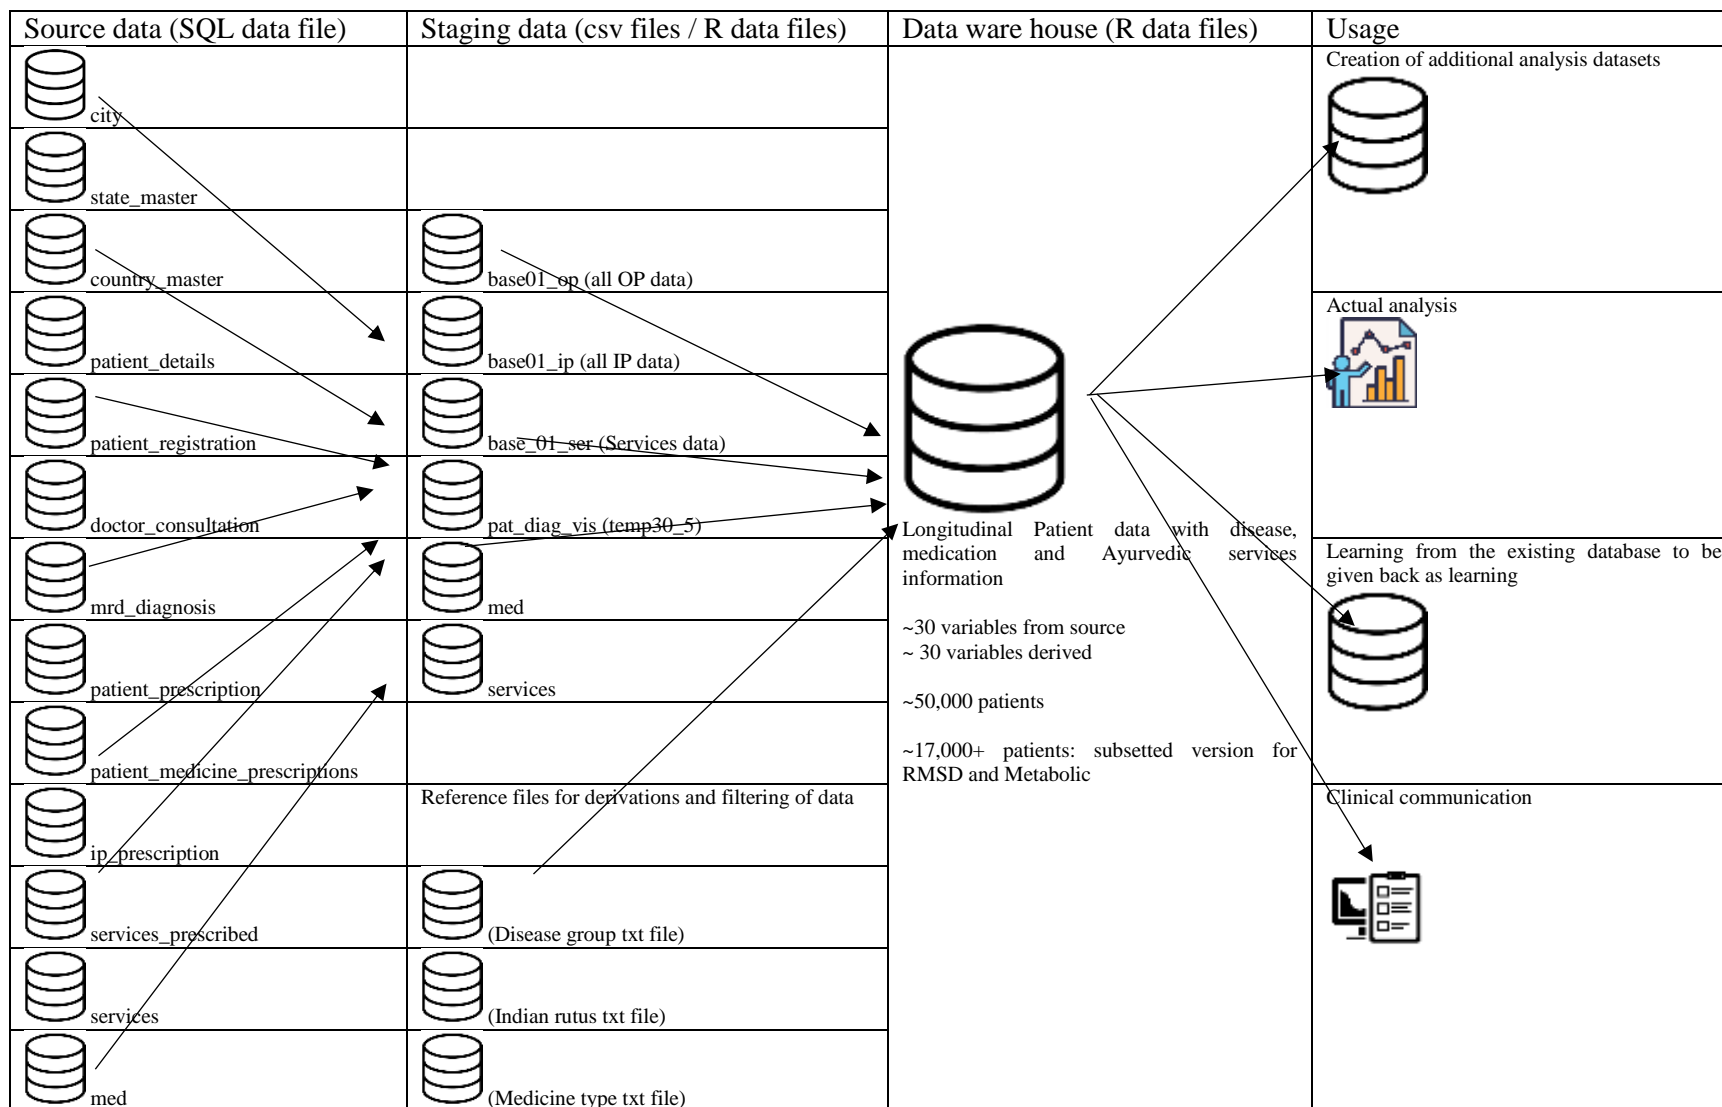 Source data (SQL data file)
Staging data (csv files / R data files)
Data ware house (R data files)
Usage
city
state_master
country_master
patient_details
patient_registration
doctor_consultation
mrd_diagnosis
patient_prescription
patient_medicine_prescriptions
ip_prescription
services_prescribed
services
med
base01_op (all OP data)
base01_ip (all IP data)
base_01_ser (Services data)
pat_diag_vis (temp30_5)
med
services
Reference files for derivations and filtering of data
(Disease group txt file)
(Indian rutus txt file)
(Medicine type txt file)
Longitudinal Patient data with disease,
medication and Ayurvedic services
information
~30 variables from source
~ 30 variables derived
~50,000 patients
~17,000+ patients: subsetted version for
RMSD and Metabolic
Creation of additional analysis datasets
Actual analysis
Learning from the existing database to be
given back as learning
Clinical communication